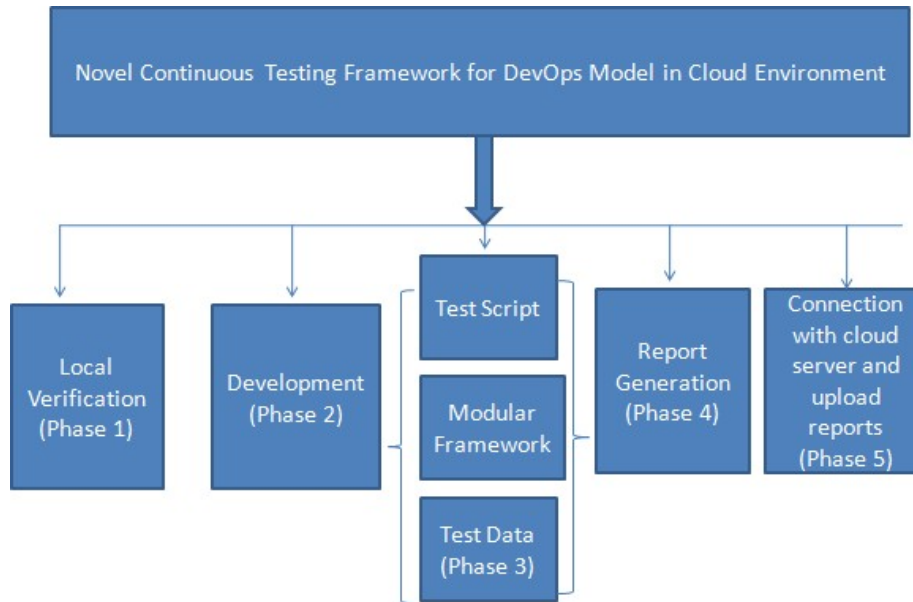 Novel Continuous Testing Framework for DevOps Model in Cloud Environment
Local
Verification
(Phase 1)
Development
(Phase 2)
Test Script
Modular
Framework
Test Data
(Phase 3)
Report
Generation
(Phase 4)
Connection
with cloud
server and
upload
reports
(Phase 5)